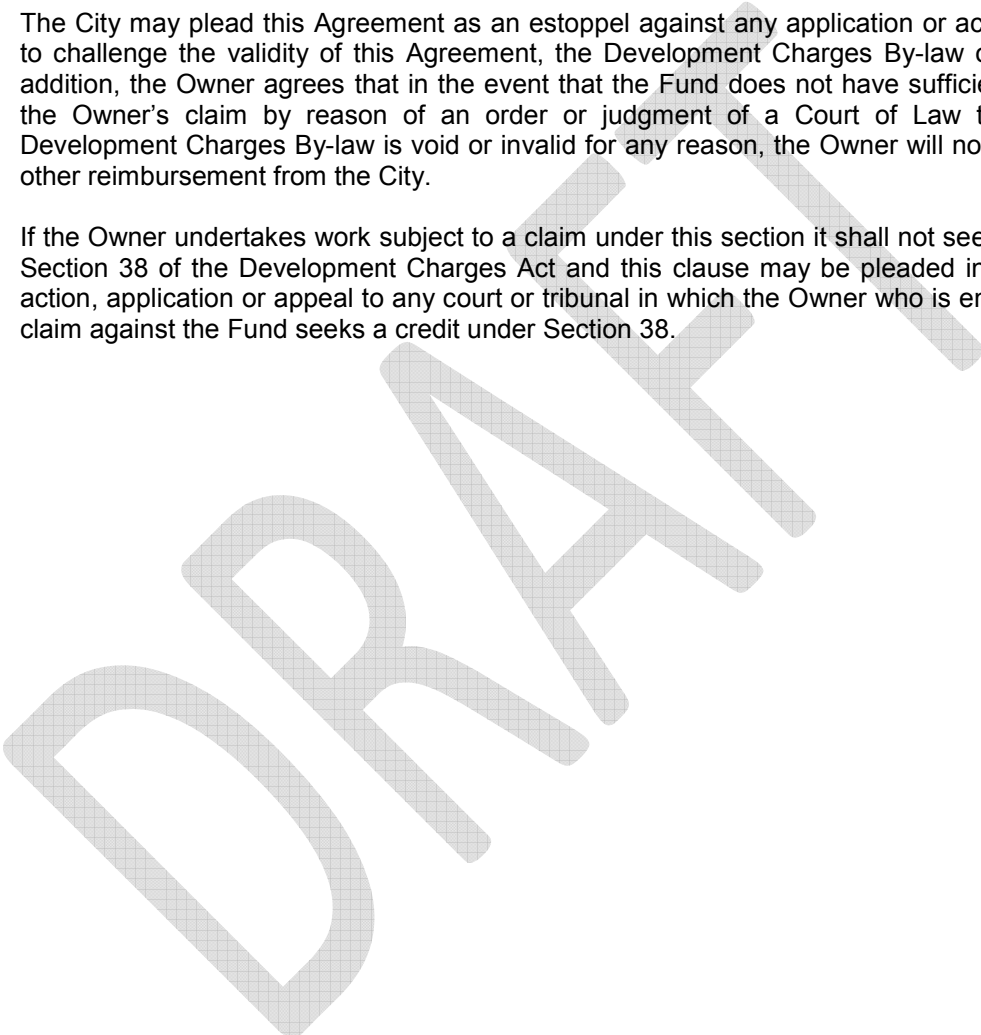 The City may plead this Agreement as an estoppel against any application or
to challenge the validity of this Agreement, the Development Charges By-law
addition, the Owner agrees that in the event that the Fund does not have
the Owner's claim by reason of an order or judgment of a Court of Law
Development Charges By-law is void or invalid for any reason, the Owner will
other reimbursement from the City.
If the Owner undertakes work subject to a claim under this section it shall not
Section 38 of the Development Charges Act and this clause may be pleaded
action, application or appeal to any court or tribunal in which the Owner who is
claim against the Fund seeks a credit under Section 38.
DRAFT